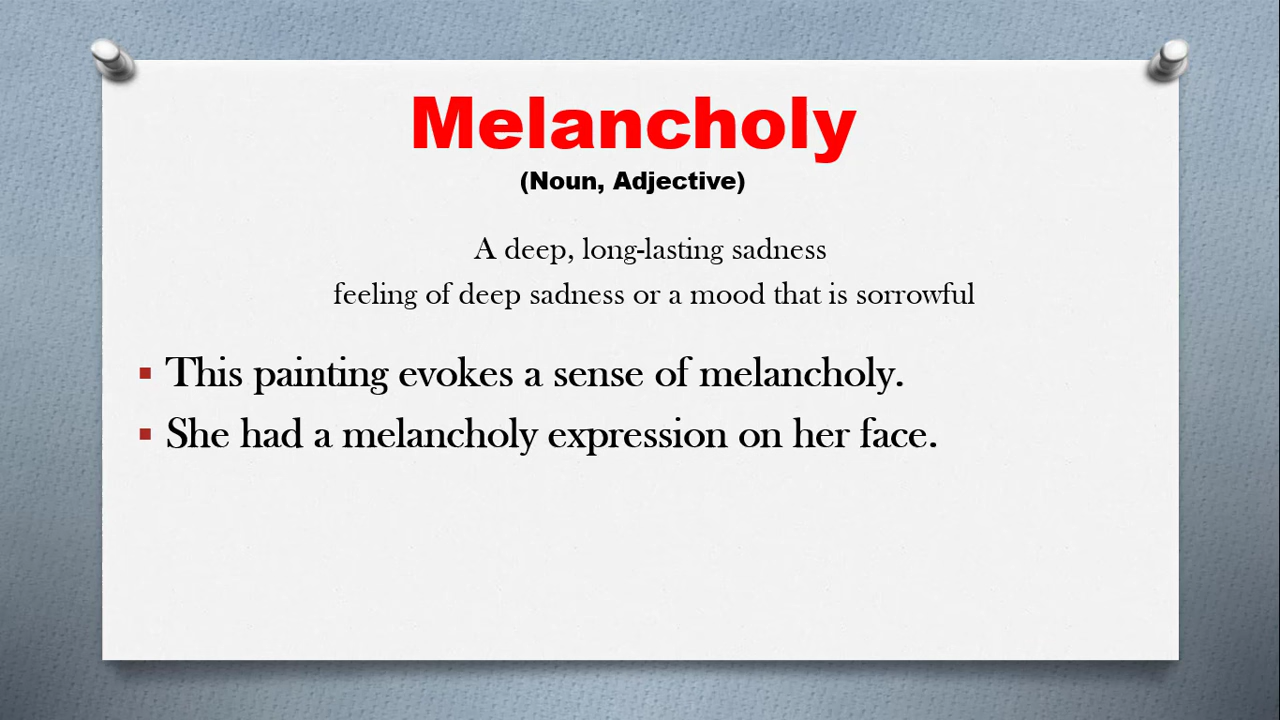 Melancholy
(Noun, Adjective)
A deep, long-lasting sadness
feeling of deep sadness or a mood that is sorrowful
▪ This painting evokes a sense of melancholy.
▪ She had a melancholy expression on her face.